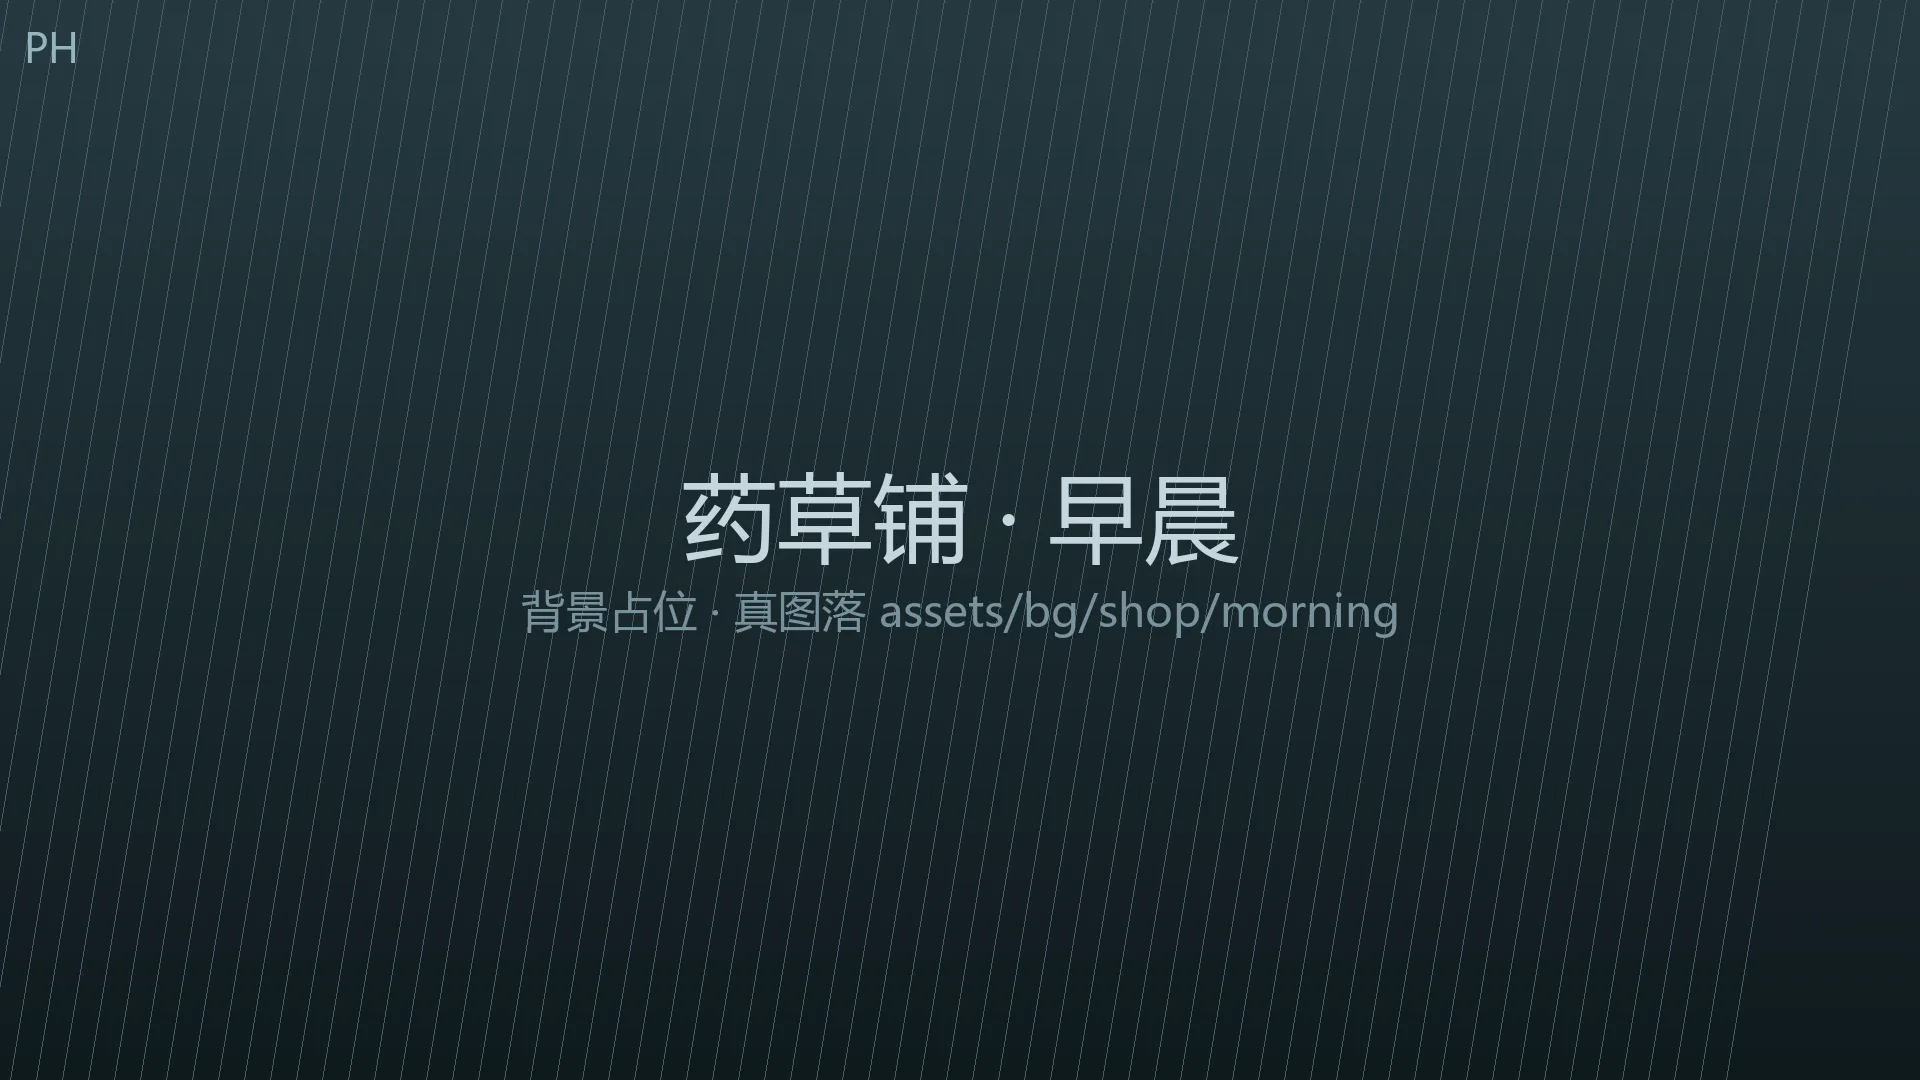 PH
药草铺 · 早晨
背景占位 · 真图落 assets/bg/shop/morning